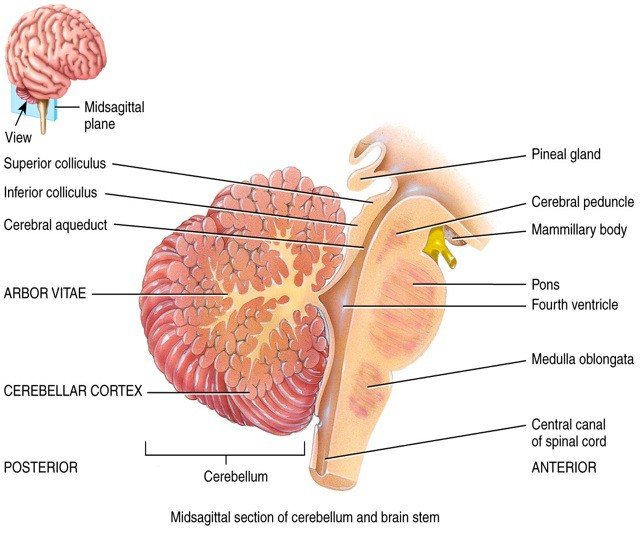 Midsagittal
plane
View
Superior colliculus
Inferior colliculus
Cerebral aqueduct
ARBOR VITAE
CEREBELLAR CORTEX
POSTERIOR
Cerebellum
Pineal gland
Cerebral peduncle
Mammillary body
Pons
Fourth ventricle
Medulla oblongata
Central canal
of spinal cord
ANTERIOR
Midsagittal section of cerebellum and brain stem